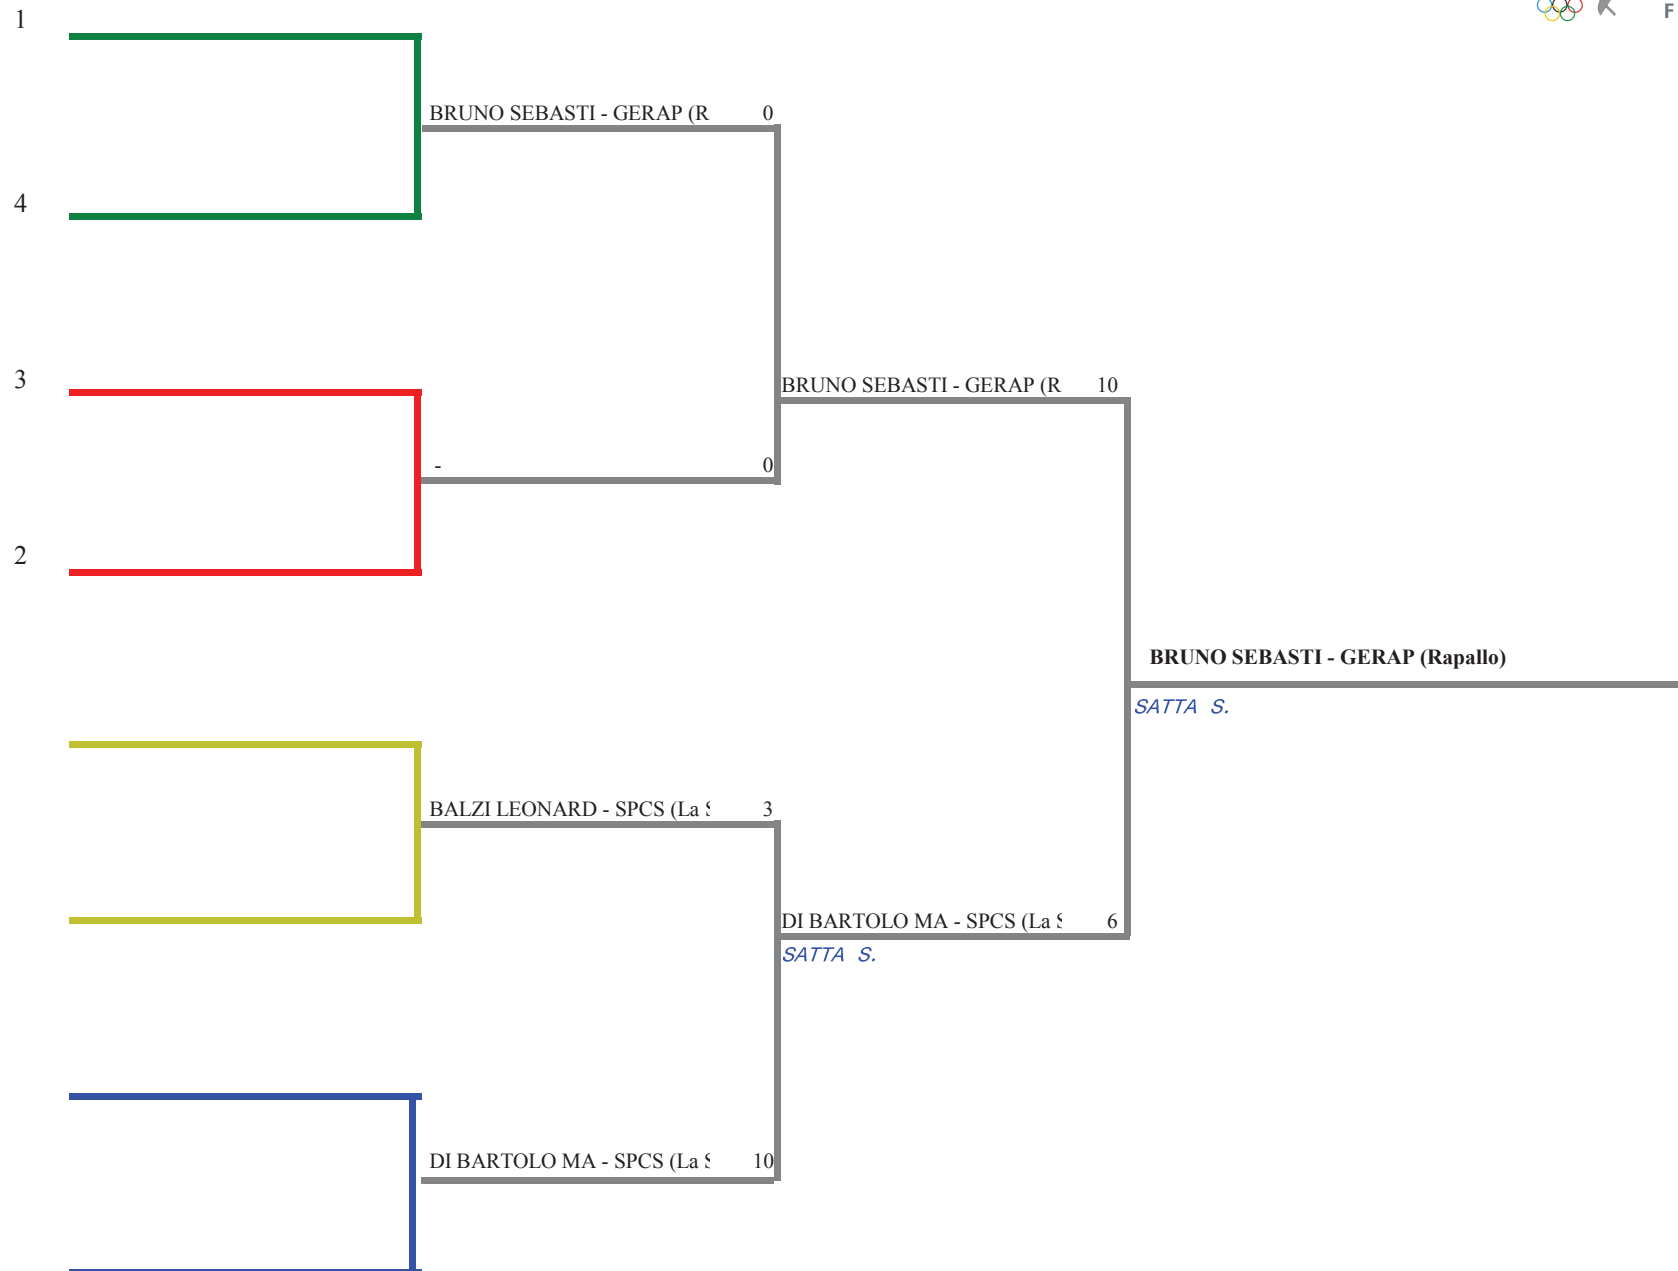 1
F
BRUNO SEBASTI - GERAP (R 0
4
3
BRUNO SEBASTI - GERAP (R 10
- 0
2
BRUNO SEBASTI - GERAP (Rapallo)
SATTA S.
BALZI LEONARD - SPCS (La S 3
DI BARTOLO MA - SPCS (La S 6
SATTA S.
DI BARTOLO MA - SPCS (La S 10